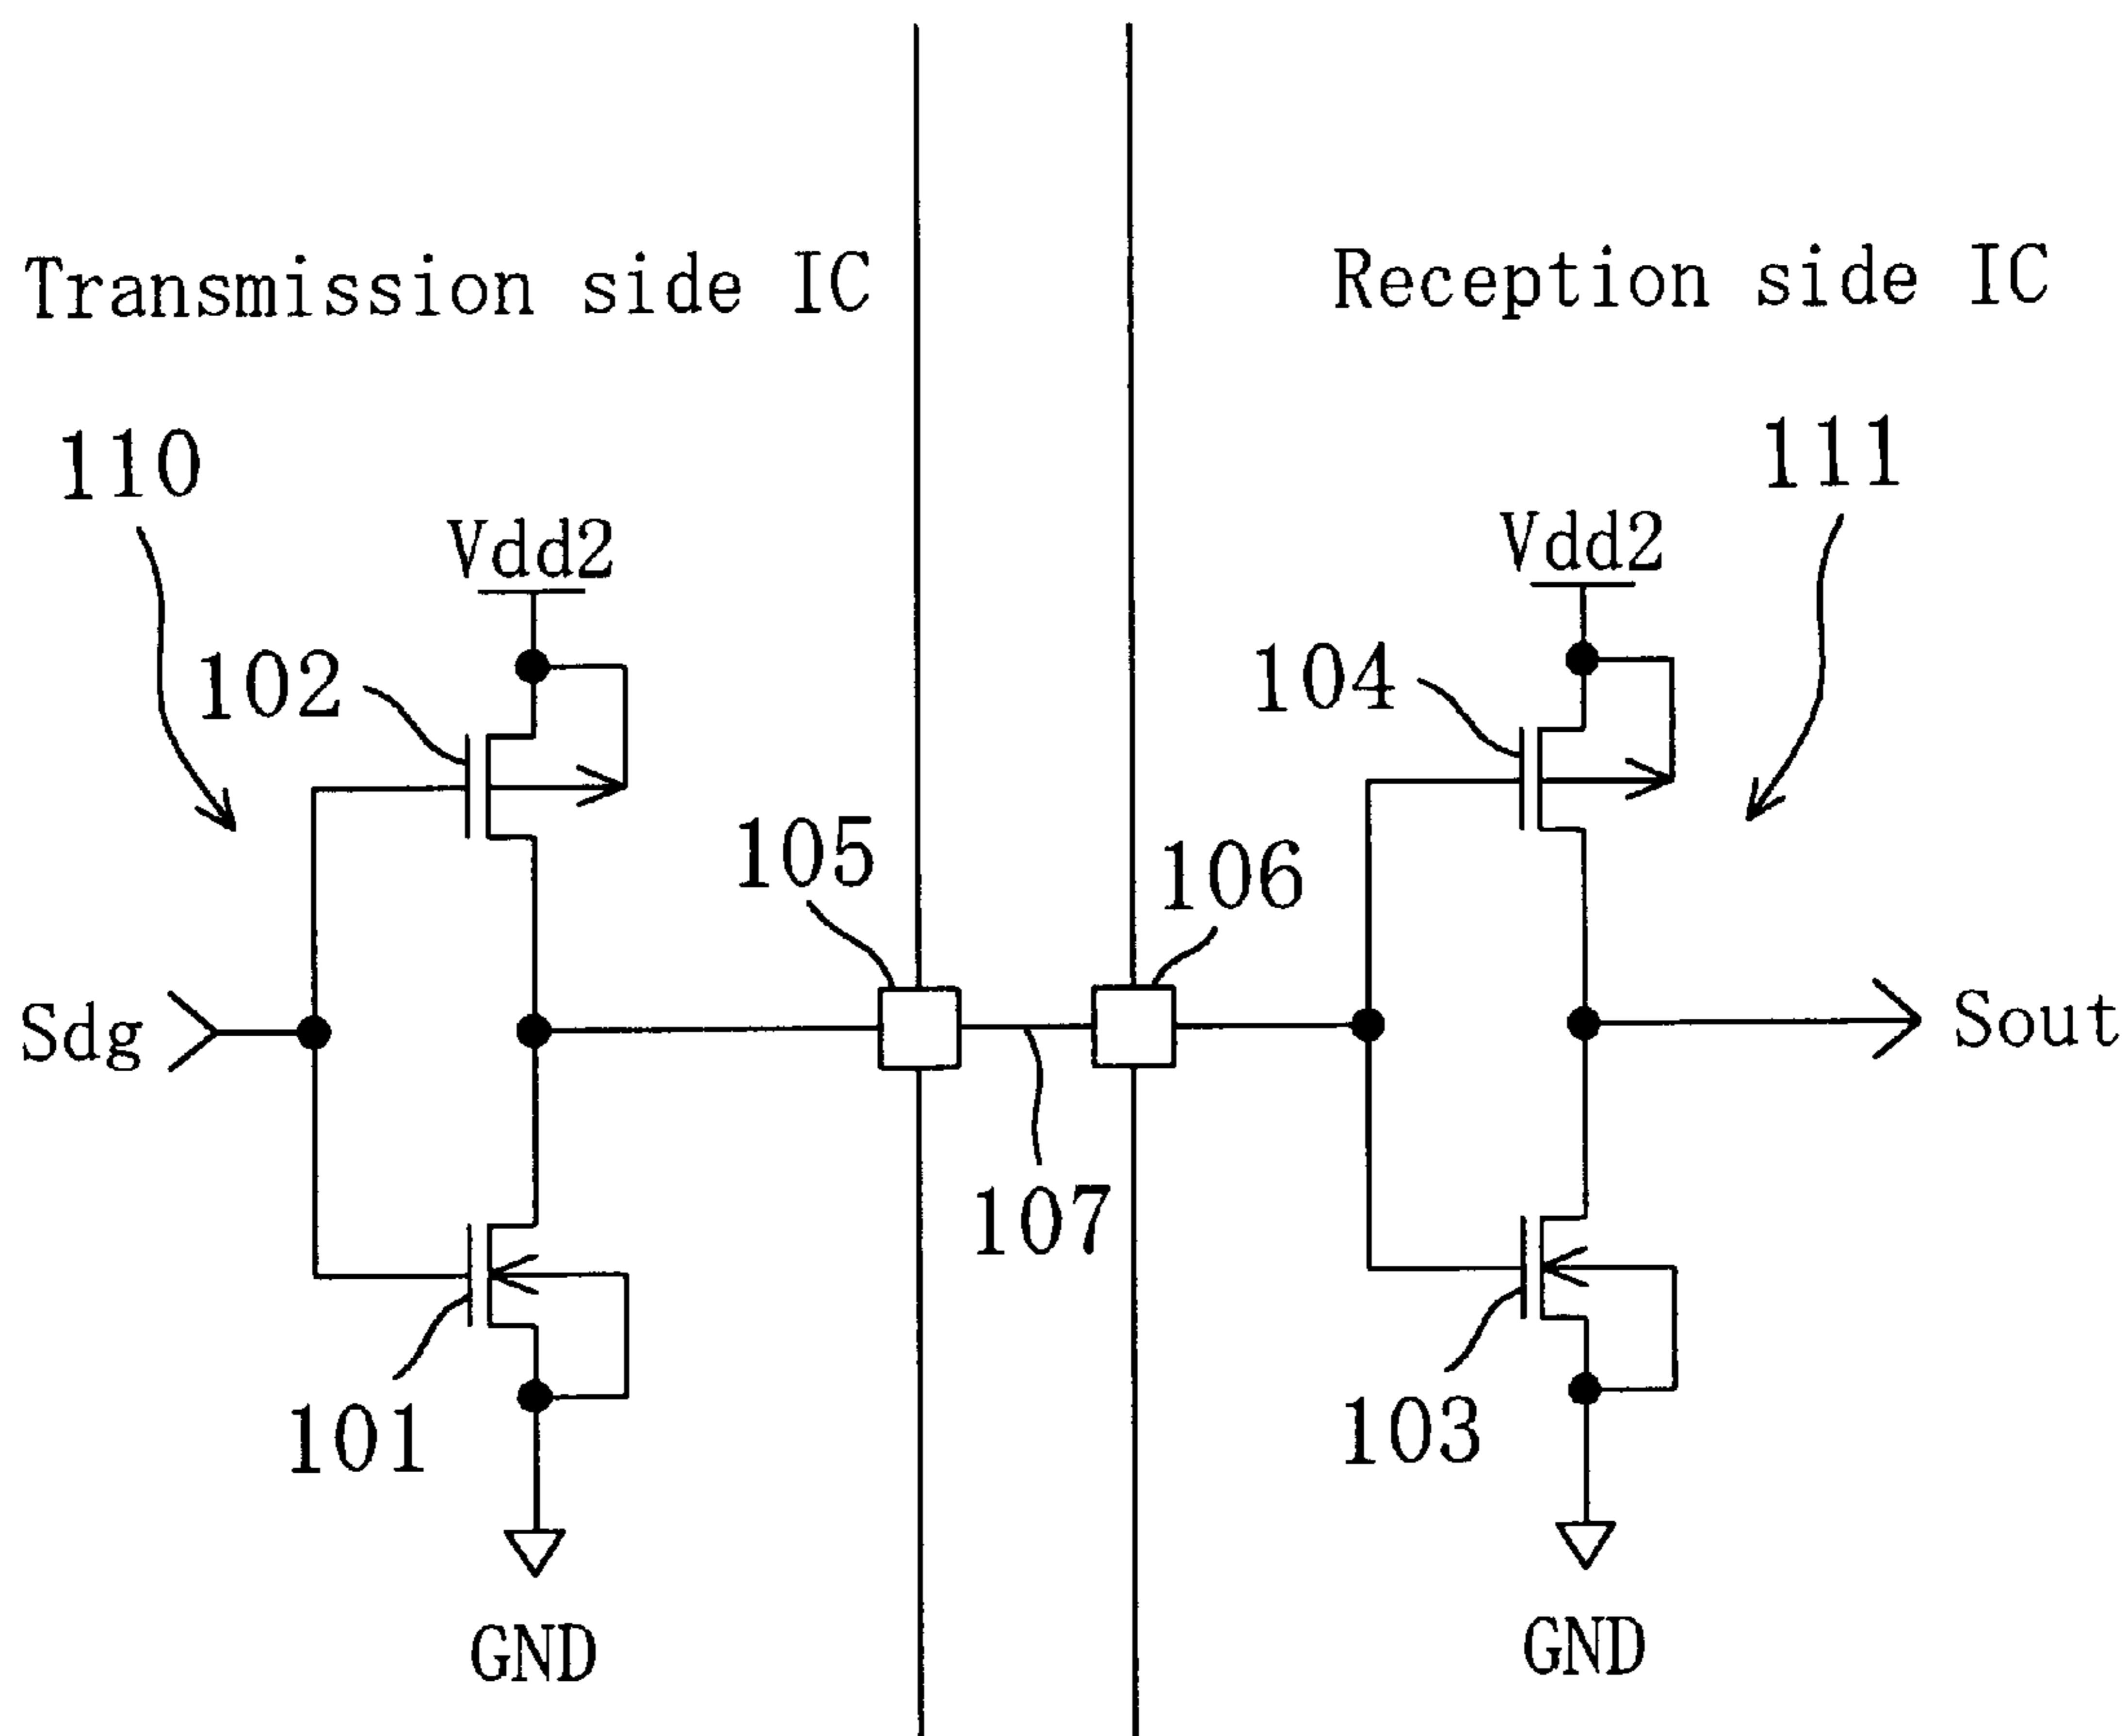 Transmission side IC
Reception side IC
110
111
Vdd2
Vdd2
102
104
105
106
Sdg
Sout
107
101
103
GND
GND